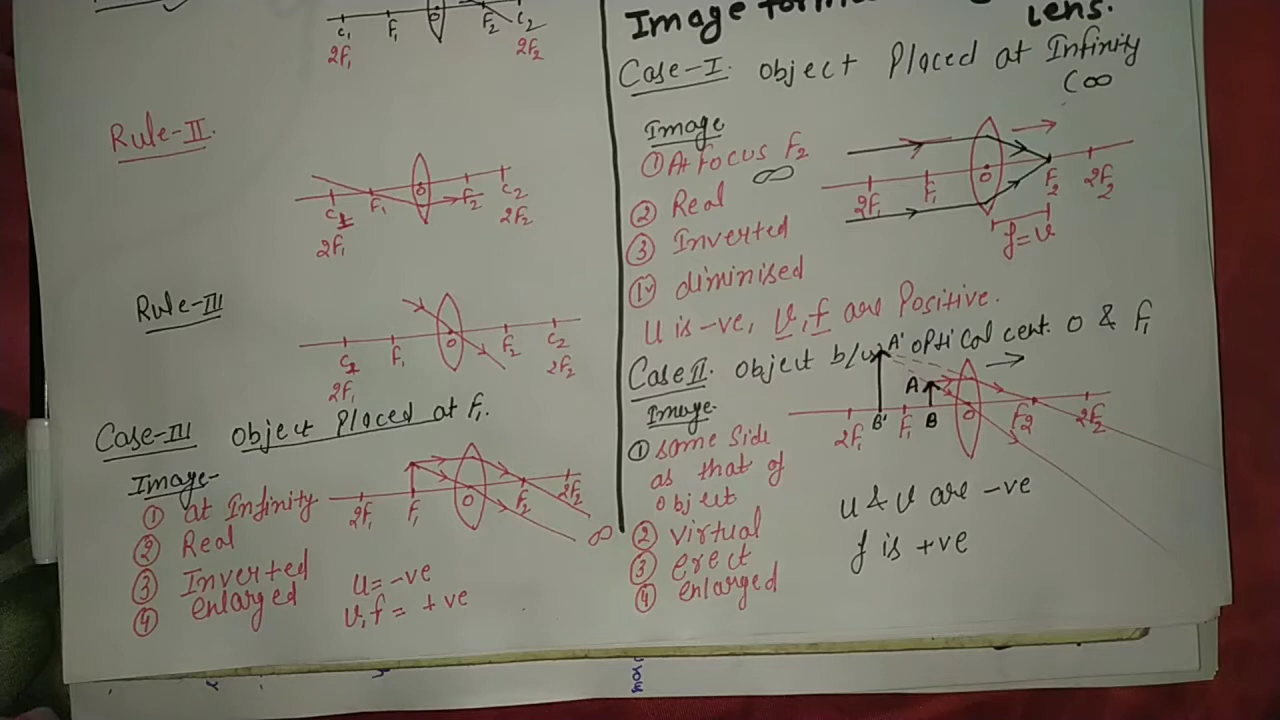 C₁ F₁ O F₂ C₂
2F₁ 2F₂
Rule-II.
C₁ F₁ O F₂ C₂
2F₁ 2F₂
Rule-III
C₁ F₁ O F₂ C₂
2F₁ 2F₂
Case-III object Placed at F₁.
Image-
① at Infinity
② Real
③ Inverted
④ enlarged
2F₁ F₁ O F₂ 2F₂
∞
u = -ve
v, f = + ve
Image
lens.
Case-I. object Placed at Infinity
(∞
Image
① At Focus F₂
∞
② Real
③ Inverted
diminised
2F₁ F₁ O F₂ 2F₂
f = v
u is -ve, v, f are Positive.
Case II. object b/w optical cent. O & F₁
Image-
① same side
as that of
object
② virtual
③ erect
④ enlarged
A' A
2F₁ B' F₁ B O F₂ 2F₂
u & v are -ve
f is +ve